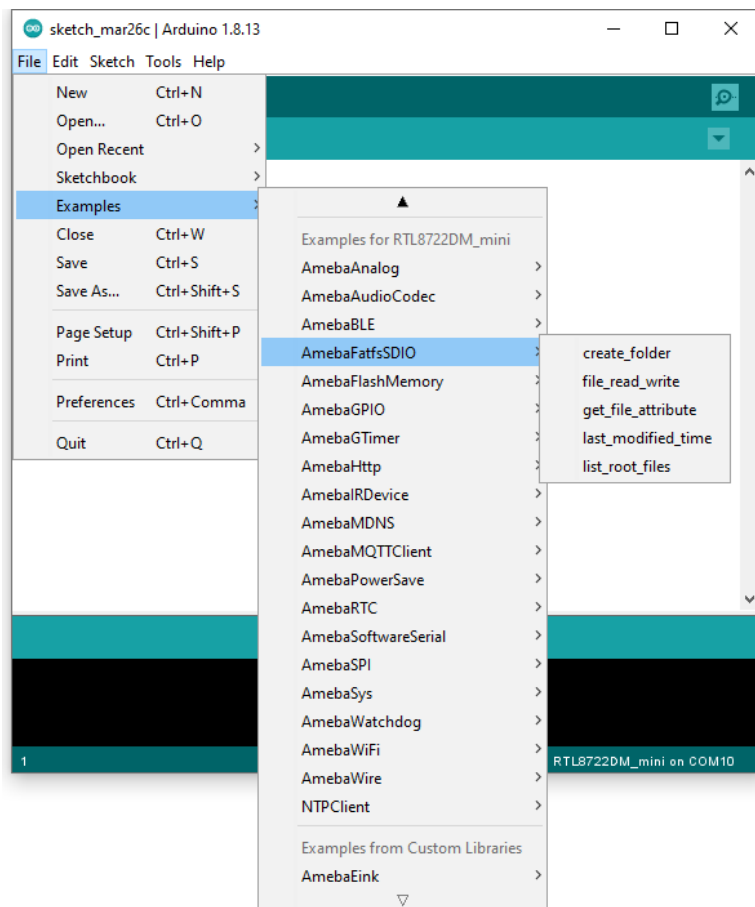 sketch_mar26c | Arduino 1.8.13
File Edit Sketch Tools Help
New Ctrl+N
Open... Ctrl+O
Open Recent
Sketchbook
Examples
Close Ctrl+W
Save Ctrl+S
Save As... Ctrl+Shift+S
Page Setup Ctrl+Shift+P
Print Ctrl+P
Preferences Ctrl+Comma
Quit Ctrl+Q
Examples for RTL8722DM_mini
AmebaAnalog
AmebaAudioCodec
AmebaBLE
AmebaFatfsSDIO
AmebaFlashMemory
AmebaGPIO
AmebaGTimer
AmebaHttp
AmebaIRDevice
AmebaMDNS
AmebaMQTTClient
AmebaPowerSave
AmebaRTC
AmebaSoftwareSerial
AmebaSPI
AmebaSys
AmebaWatchdog
AmebaWiFi
AmebaWire
NTPClient
Examples from Custom Libraries
AmebaEink
create_folder
file_read_write
get_file_attribute
last_modified_time
list_root_files
1
RTL8722DM_mini on COM10